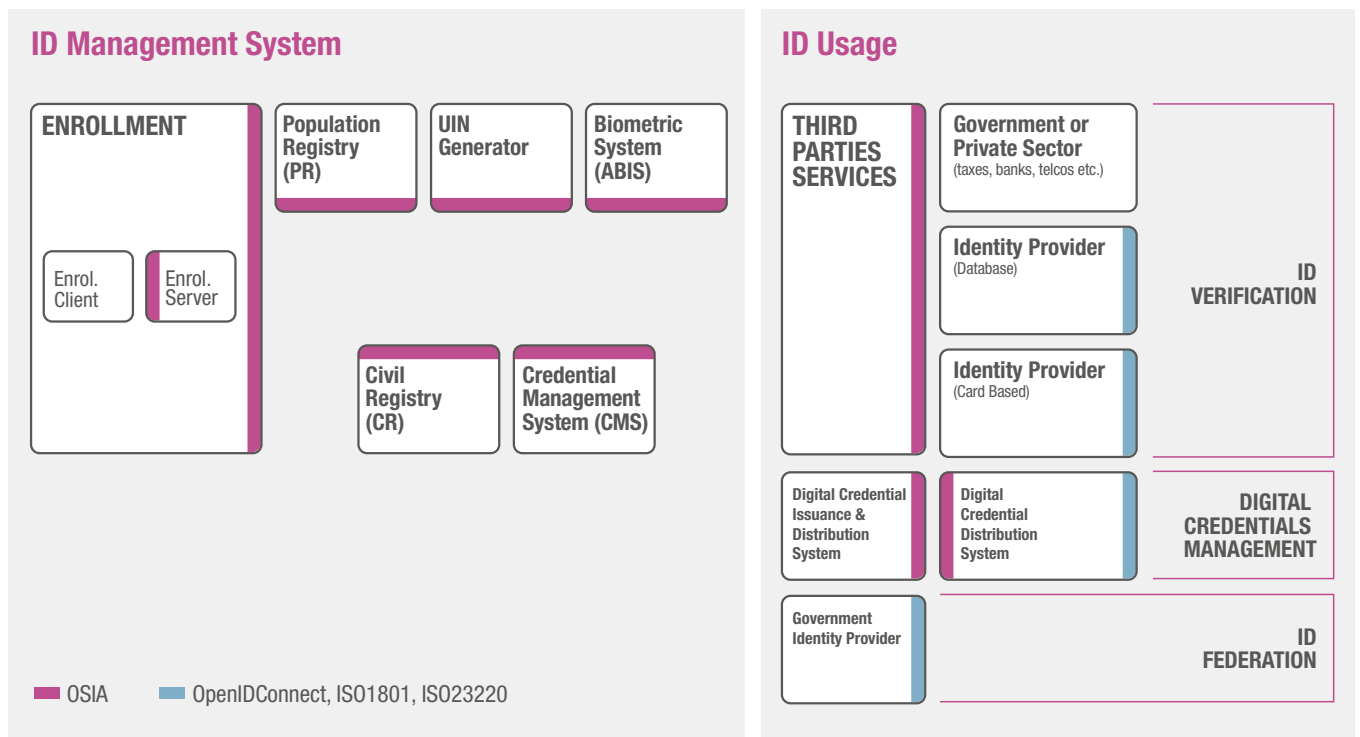 ID Management System
ENROLLMENT
Enrol.
Client
Enrol.
Server
Population
Registry
(PR)
UIN
Generator
Biometric
System
(ABIS)
Civil
Registry
(CR)
Credential
Management
System (CMS)
OSIA
OpenIDConnect, ISO1801, ISO23220
ID Usage
THIRD
PARTIES
SERVICES
Government or
Private Sector
(taxes, banks, telcos etc.)
Identity Provider
(Database)
Identity Provider
(Card Based)
ID
VERIFICATION
Digital Credential
Issuance &
Distribution
System
Digital
Credential
Distribution
System
DIGITAL
CREDENTIALS
MANAGEMENT
Government
Identity Provider
ID
FEDERATION